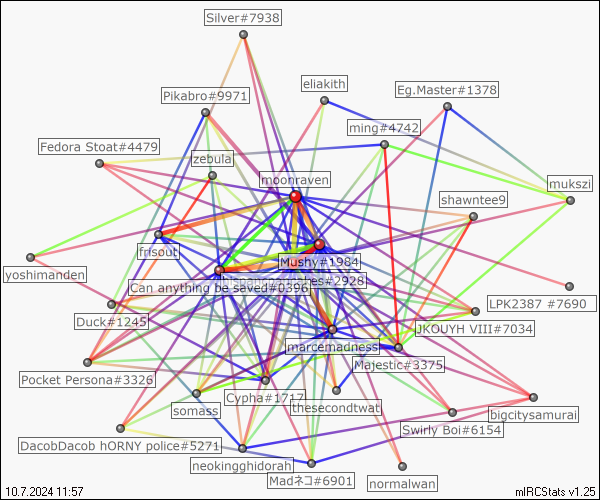 Silver#7938
eliakith
Eg.Master#1378
Pikabro#9971
ming#4742
Fedora Stoat#4479
zebula
moonraven
mukszi
shawntee9
frisout
Mushy#1984
yoshimanden
Can anything be saved#0396
LPK2387 #7690
Duck#1245
JKOUYH VIII#7034
marcemadness
Majestic#3375
Pocket Persona#3326
Cypha#1717
thesecondtwat
somass
bigcitysamurai
Swirly Boi#6154
DacobDacob hORNY police#5271
neokingghidorah
Madネコ#6901
normalwan
10.7.2024 11:57
mIRCStats v1.25